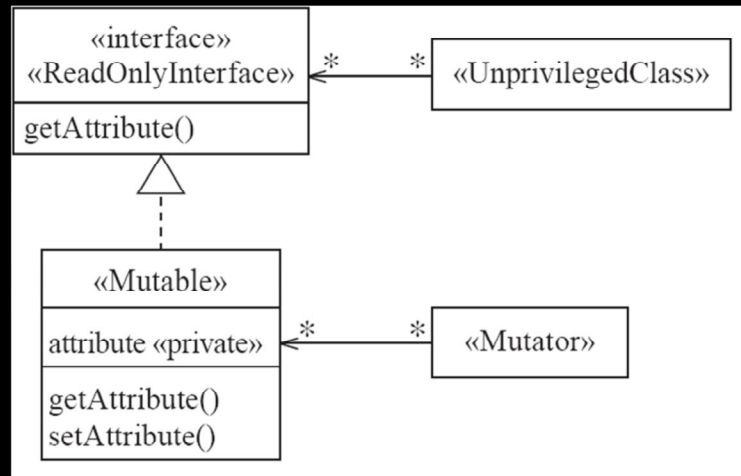 «interface»
«ReadOnlyInterface»
* *
«UnprivilegedClass»
getAttribute()
«Mutable»
attribute «private»
* *
«Mutator»
getAttribute()
setAttribute()